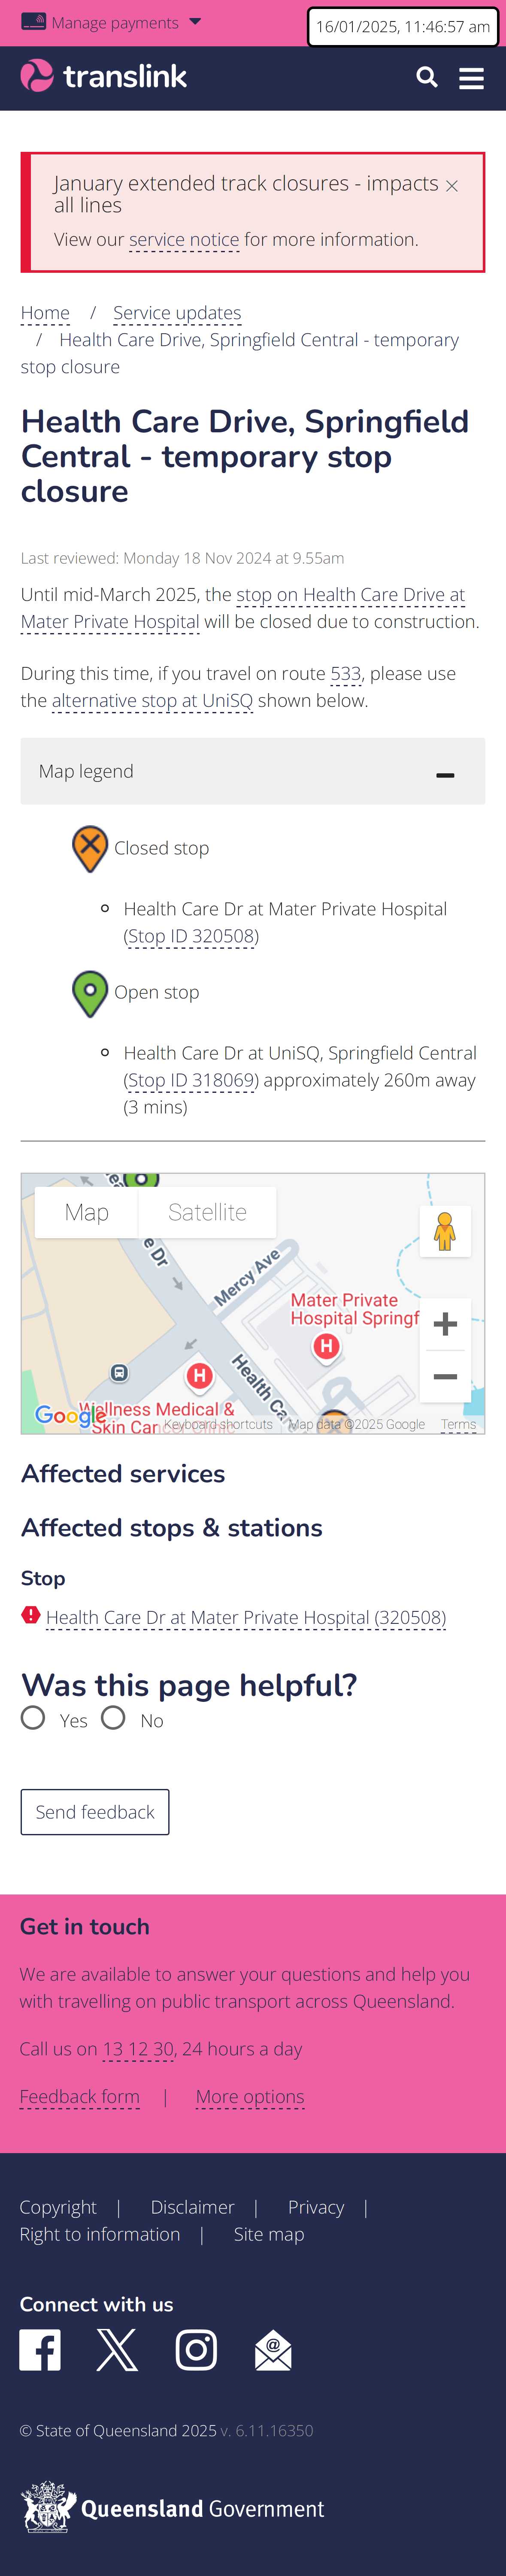 Manage payments
16/01/2025, 11:46:57 am
translink
January extended track closures - impacts
all lines
View our service notice for more information.
Home / Service updates
/ Health Care Drive, Springfield Central - temporary
stop closure
Health Care Drive, Springfield
Central - temporary stop
closure
Last reviewed: Monday 18 Nov 2024 at 9.55am
Until mid-March 2025, the stop on Health Care Drive at
Mater Private Hospital will be closed due to construction.
During this time, if you travel on route 533, please use
the alternative stop at UniSQ shown below.
Map legend
Closed stop
Health Care Dr at Mater Private Hospital
(Stop ID 320508)
Open stop
Health Care Dr at UniSQ, Springfield Central
(Stop ID 318069) approximately 260m away
(3 mins)
Map Satellite
e Dr
Mercy Ave
Mater Private
Hospital Springf
H
H
Health Ca
Wellness Medical &
Skin Cancer Clinic
Google
Keyboard shortcuts Map data ©2025 Google Terms
Affected services
Affected stops & stations
Stop
Health Care Dr at Mater Private Hospital (320508)
Was this page helpful?
Yes No
Send feedback
Get in touch
We are available to answer your questions and help you
with travelling on public transport across Queensland.
Call us on 13 12 30, 24 hours a day
Feedback form | More options
Copyright | Disclaimer | Privacy |
Right to information | Site map
Connect with us
© State of Queensland 2025 v. 6.11.16350
Queensland Government